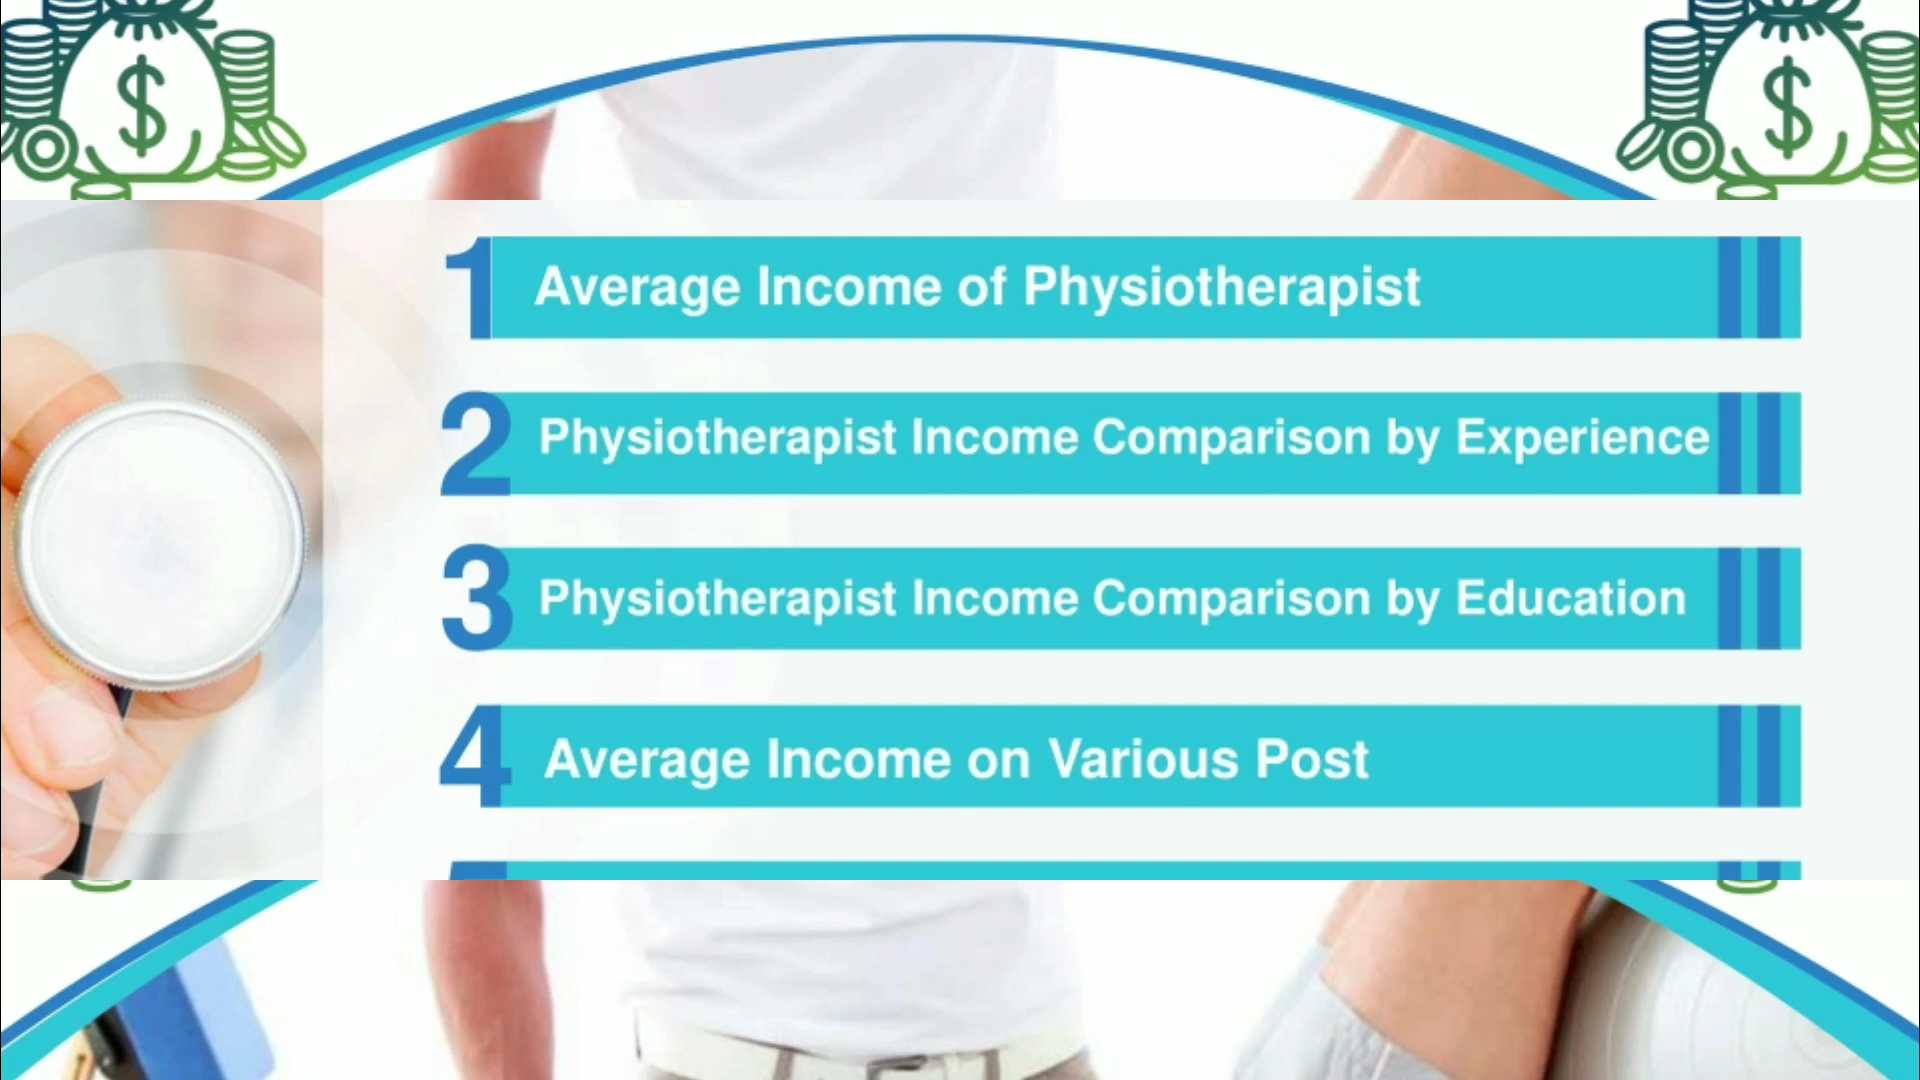 $ $
1 Average Income of Physiotherapist
2 Physiotherapist Income Comparison by Experience
3 Physiotherapist Income Comparison by Education
4 Average Income on Various Post